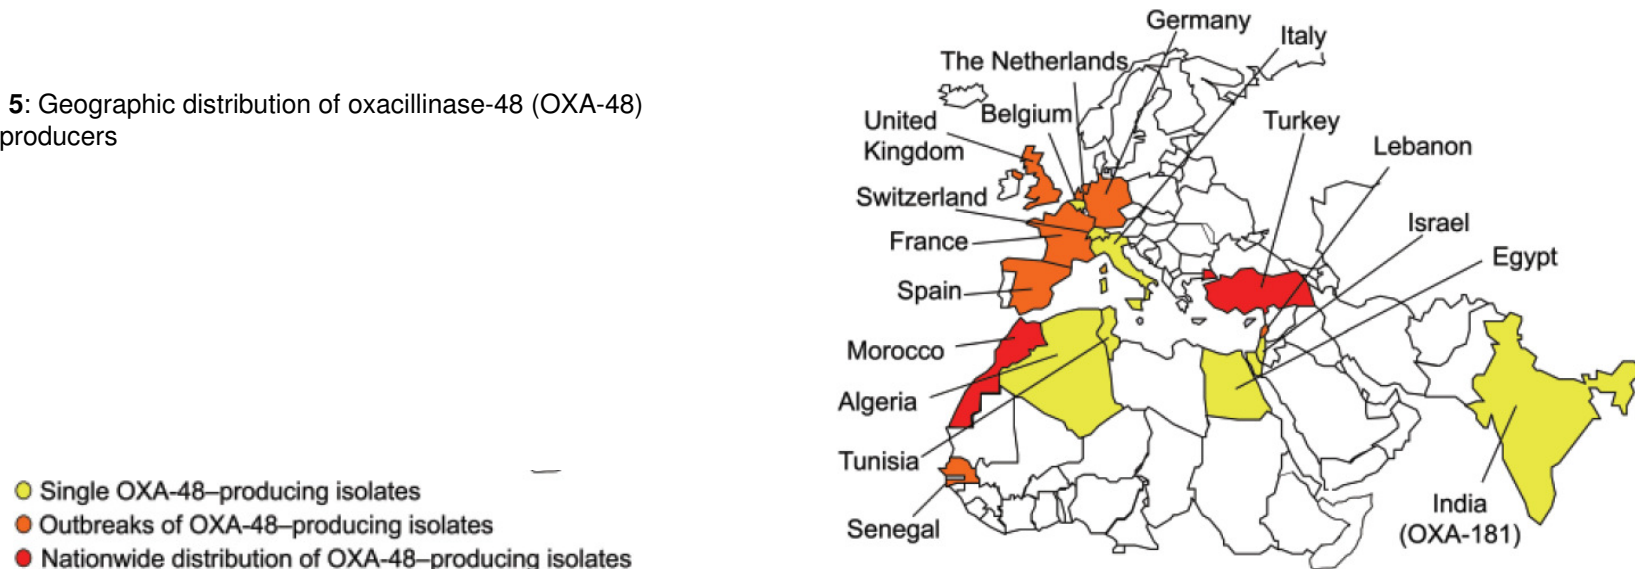 5: Geographic distribution of oxacillinase-48 (OXA-48)
producers
Single OXA-48–producing isolates
Outbreaks of OXA-48–producing isolates
Nationwide distribution of OXA-48–producing isolates
Germany
Italy
The Netherlands
Belgium
United
Kingdom
Turkey
Lebanon
Switzerland
Israel
France
Egypt
Spain
Morocco
Algeria
Tunisia
Senegal
India
(OXA-181)